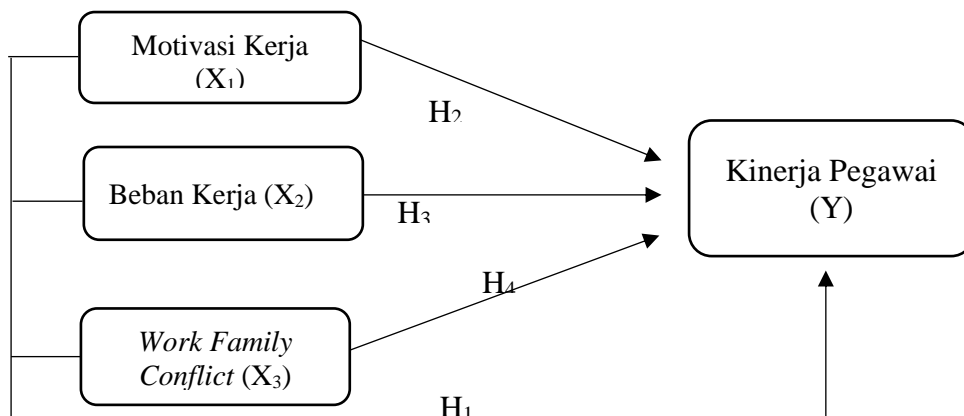 Motivasi Kerja
(X₁)
H₂
Beban Kerja (X₂)
H₃
Kinerja Pegawai
(Y)
H₄
Work Family
Conflict (X₃)
H₁